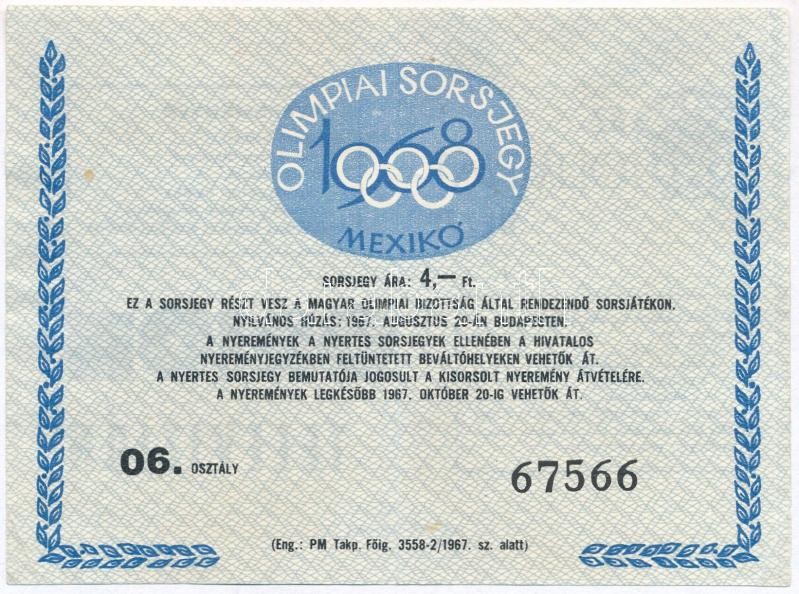 OLIMPIAI SORSJEGY
1968
MEXIKÓ
SORSJEGY ÁRA: 4,— Ft.
EZ A SORSJEGY RÉSZT VESZ A MAGYAR OLIMPIAI BIZOTTSÁG ÁLTAL RENDEZENDŐ SORSJÁTÉKON.
NYILVÁNOS HÚZÁS: 1967. AUGUSZTUS 20-ÁN BUDAPESTEN.
A NYEREMÉNYEK A NYERTES SORSJEGYEK ELLENÉBEN A HIVATALOS
NYEREMÉNYJEGYZÉKBEN FELTÜNTETETT BEVÁLTÓHELYEKEN VEHETŐK ÁT.
A NYERTES SORSJEGY BEMUTATÓJA JOGOSULT A KISORSOLT NYEREMÉNY ÁTVÉTELÉRE.
A NYEREMÉNYEK LEGKÉSŐBB 1967. OKTÓBER 20-IG VEHETŐK ÁT.
06. OSZTÁLY
67566
(Eng.: PM Takp. Főig. 3558-2/1967. sz. alatt)